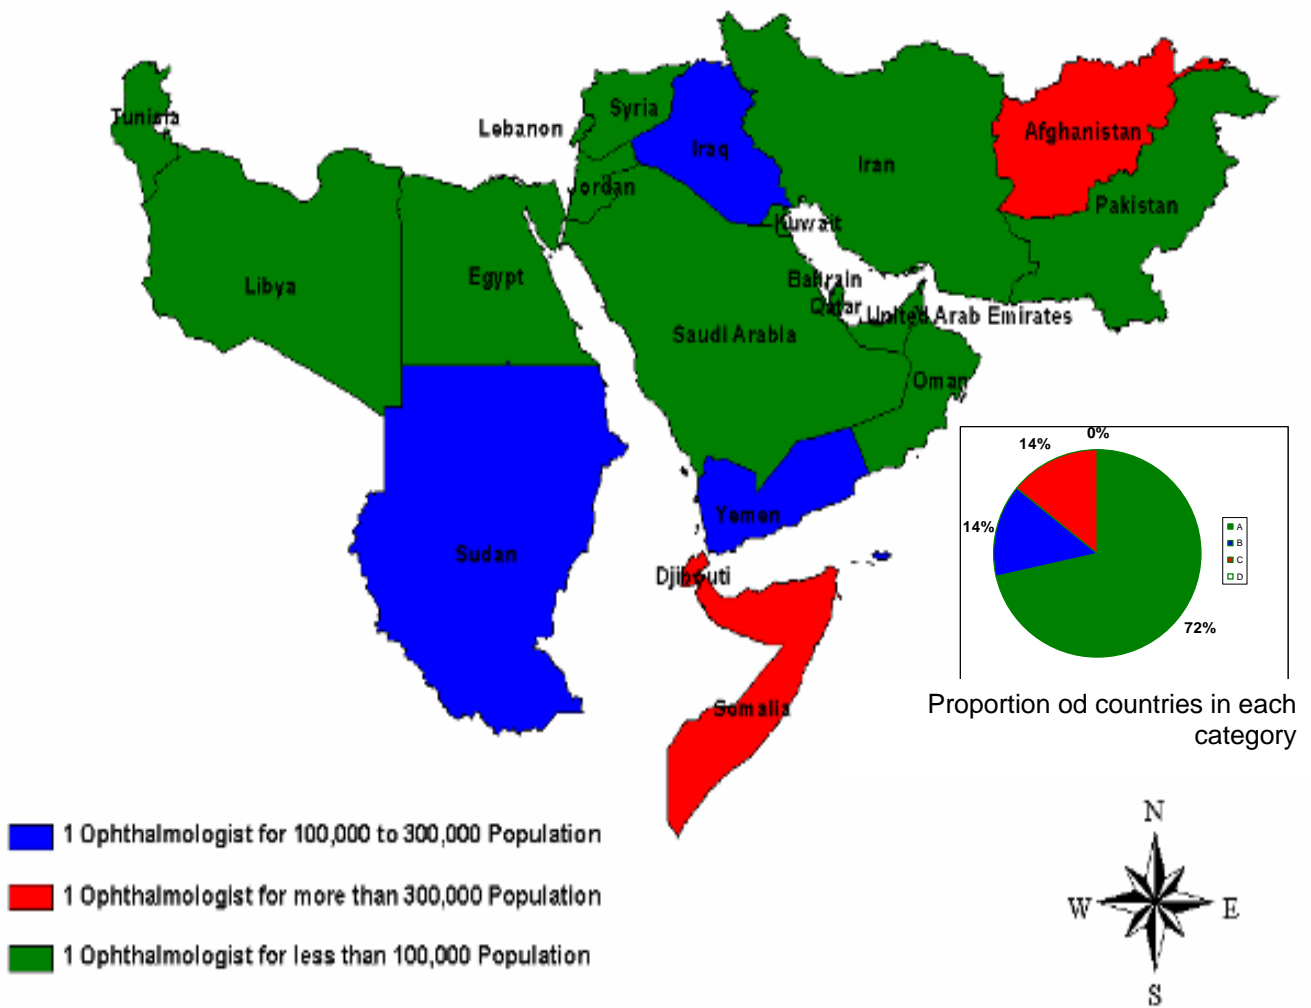 Tunisia
Lebanon
Syria
Iraq
Iran
Afghanistan
Jordan
Pakistan
Kuwait
Libya
Egypt
Bahrain
Qatar
United Arab Emirates
Saudi Arabia
Oman
Yemen
Sudan
Djibouti
Somalia
0%
14%
14%
72%
A
B
C
D
Proportion od countries in each
category
1 Ophthalmologist for 100,000 to 300,000 Population
1 Ophthalmologist for more than 300,000 Population
1 Ophthalmologist for less than 100,000 Population
N
W
E
S